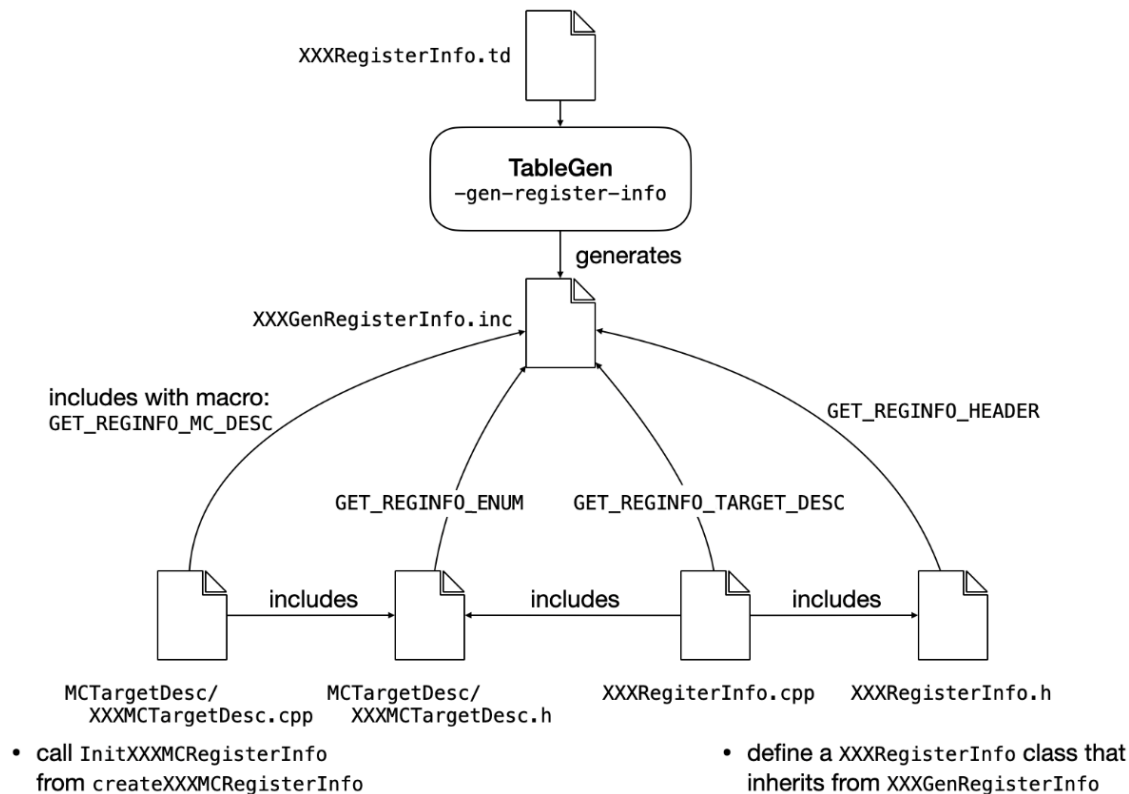 XXXRegisterInfo.td
TableGen
-gen-register-info
generates
XXXGenRegisterInfo.inc
includes with macro:
GET_REGINFO_MC_DESC
GET_REGINFO_HEADER
GET_REGINFO_ENUM
GET_REGINFO_TARGET_DESC
includes
includes
includes
MCTargetDesc/
XXXMCTargetDesc.cpp
MCTargetDesc/
XXXMCTargetDesc.h
XXXRegiterInfo.cpp
XXXRegisterInfo.h
• call InitXXXMCRegisterInfo
from createXXXMCRegisterInfo
• define a XXXRegisterInfo class that
inherits from XXXGenRegisterInfo